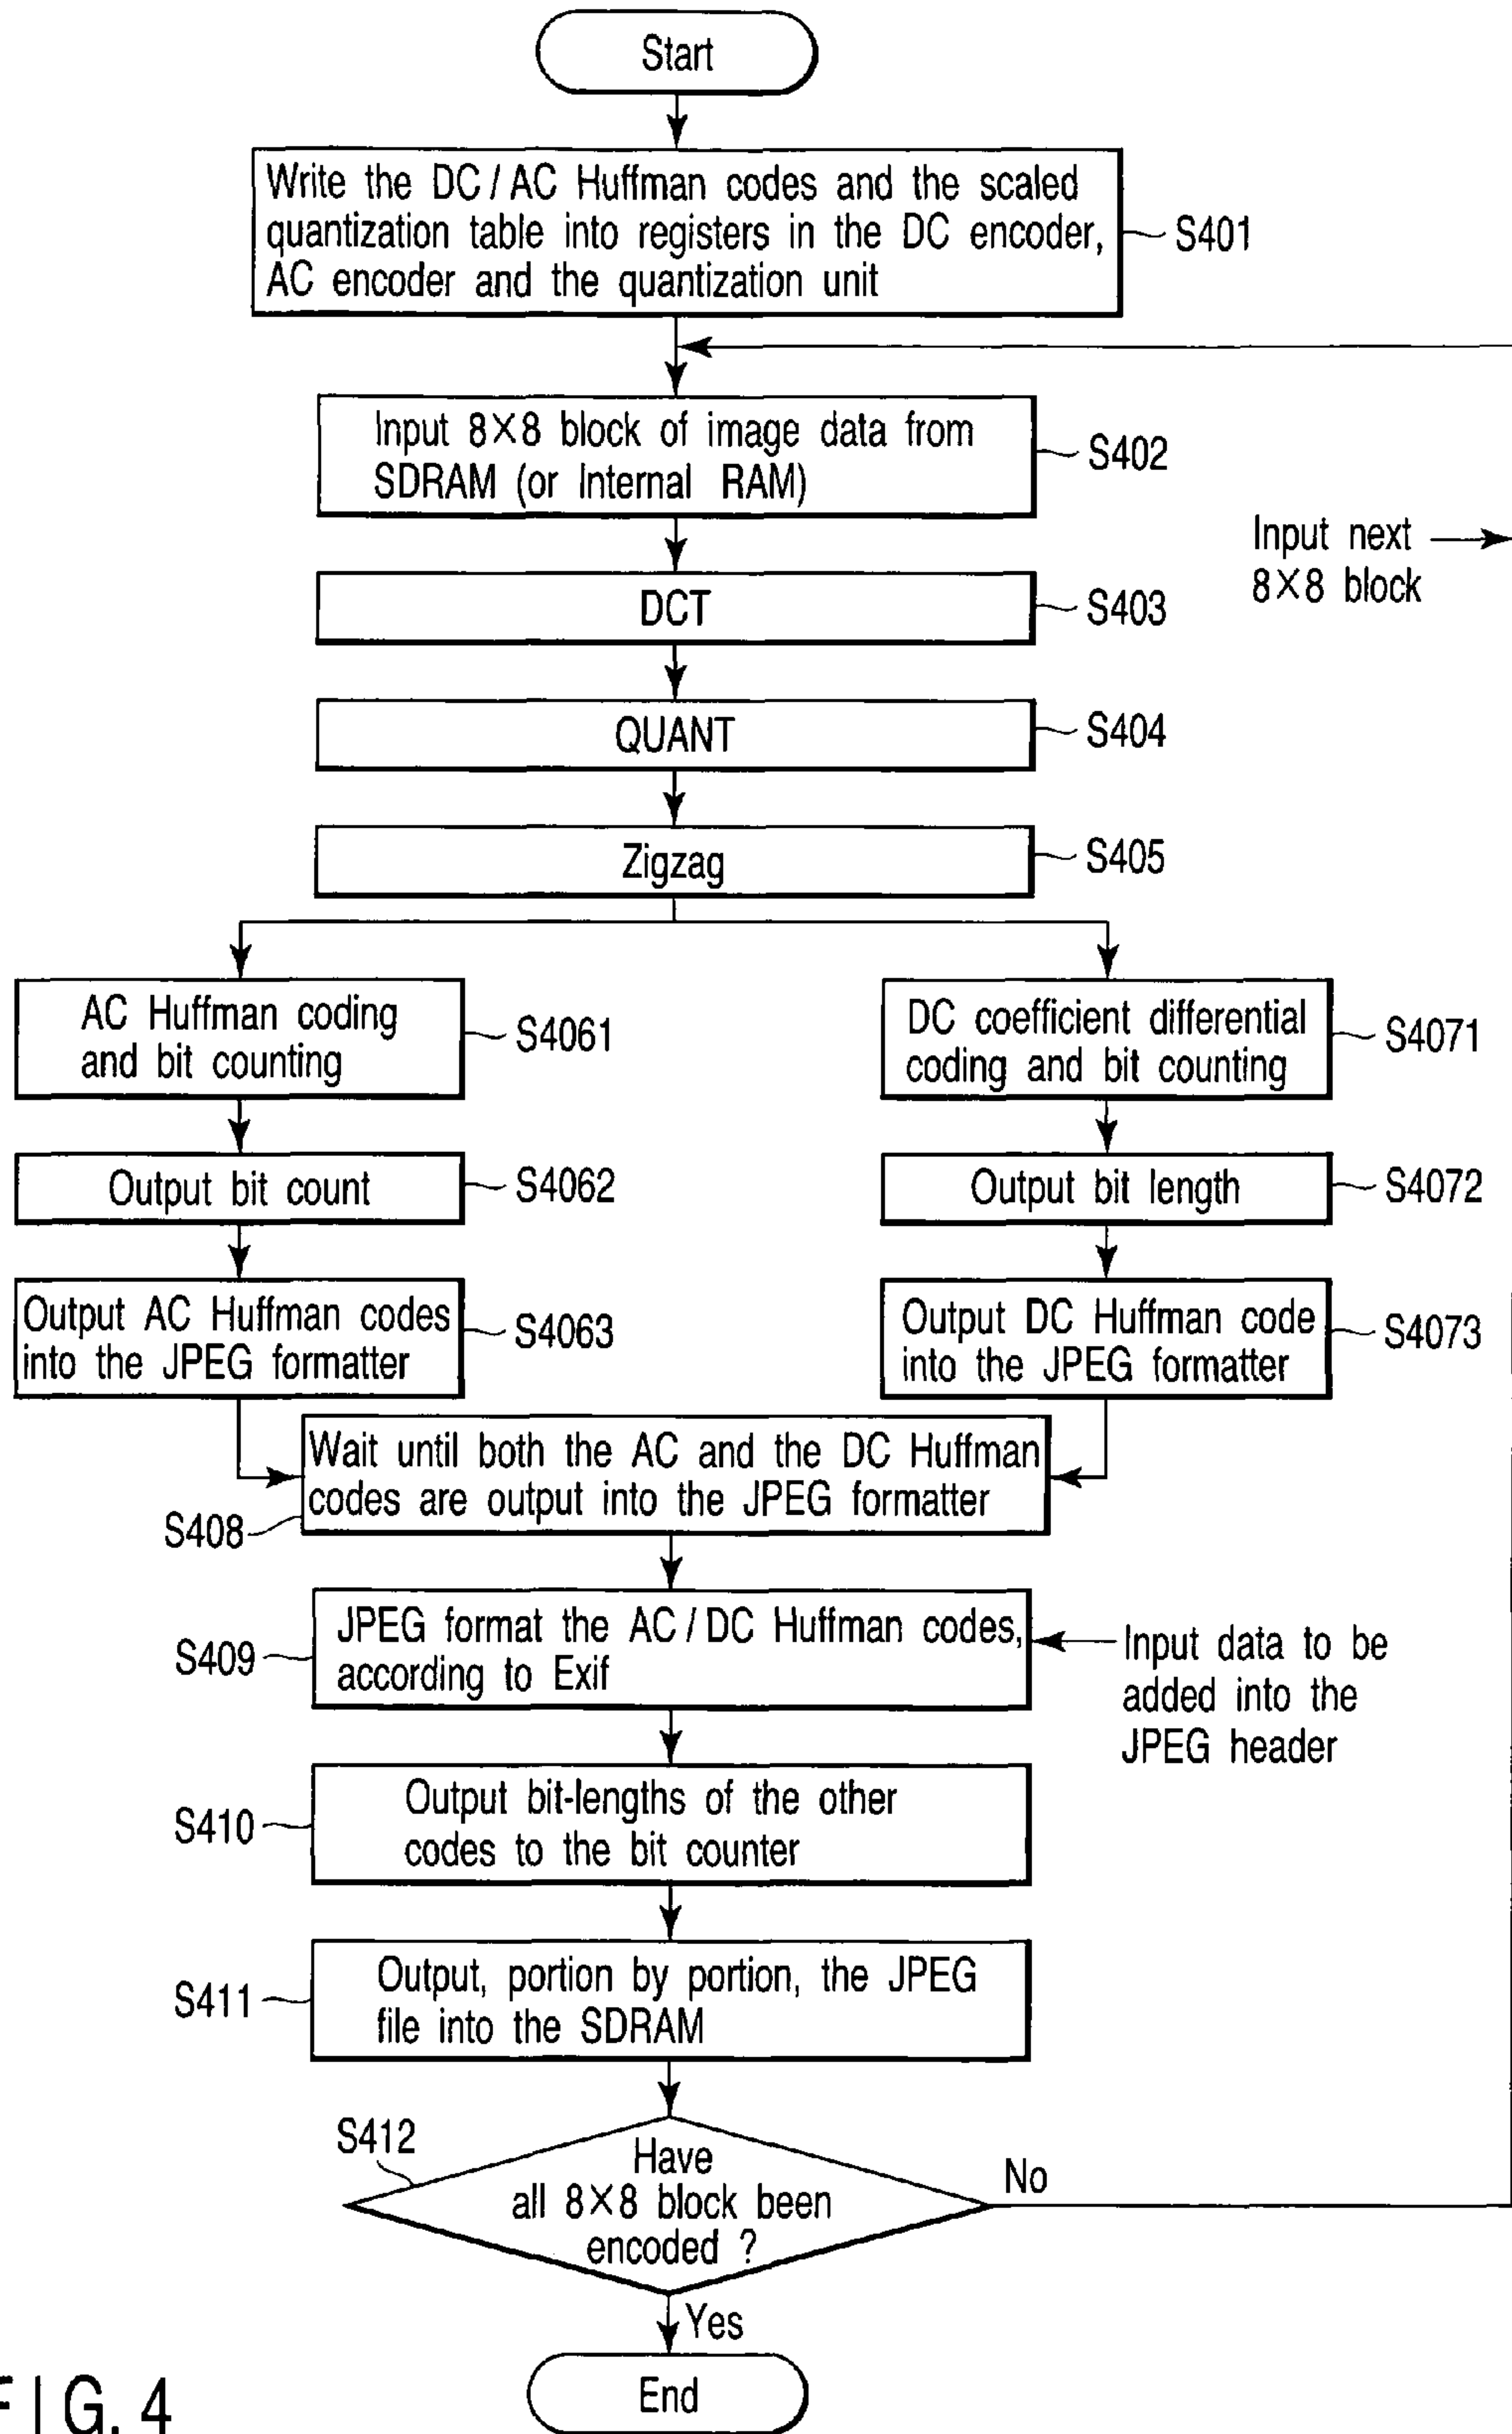 Start
Write the DC / AC Huffman codes and the scaled
quantization table into registers in the DC encoder,
AC encoder and the quantization unit
S401
Input 8×8 block of image data from
SDRAM (or Internal RAM)
S402
Input next
8×8 block
DCT
S403
QUANT
S404
Zigzag
S405
AC Huffman coding
and bit counting
S4061
DC coefficient differential
coding and bit counting
S4071
Output bit count
S4062
Output bit length
S4072
Output AC Huffman codes
into the JPEG formatter
S4063
Output DC Huffman code
into the JPEG formatter
S4073
Wait until both the AC and the DC Huffman
codes are output into the JPEG formatter
S408
JPEG format the AC / DC Huffman codes,
according to Exif
S409
Input data to be
added into the
JPEG header
Output bit-lengths of the other
codes to the bit counter
S410
Output, portion by portion, the JPEG
file into the SDRAM
S411
S412
Have
all 8×8 block been
encoded ?
No
Yes
End
FIG. 4